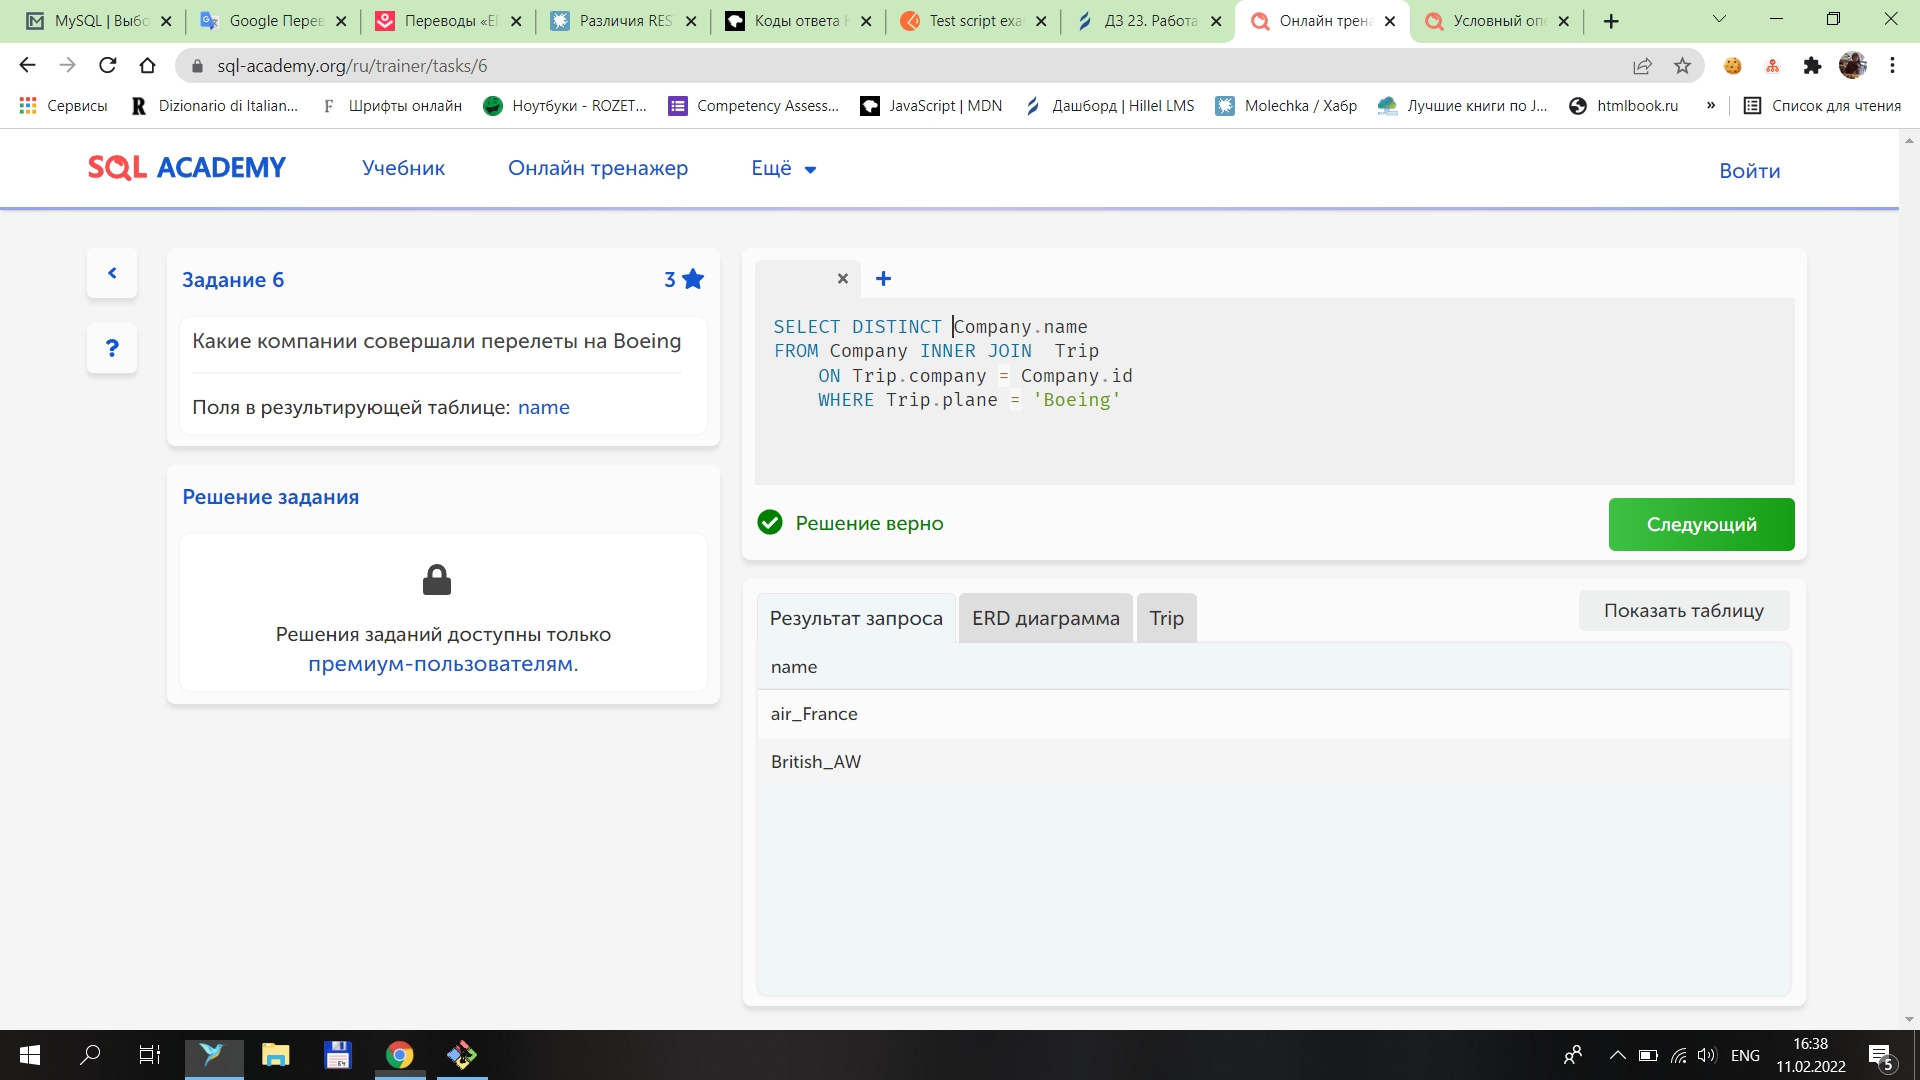 MySQL | Выбо
Google Перев
Переводы «El
Различия RES
Коды ответа H
Test script exa
ДЗ 23. Работа
Онлайн трена
Условный опе
sql-academy.org/ru/trainer/tasks/6
Сервисы
Dizionario di Italian...
Шрифты онлайн
Ноутбуки - ROZET...
Competency Assess...
JavaScript | MDN
Дашборд | Hillel LMS
Molechka / Хабр
Лучшие книги по J...
htmlbook.ru
»
Список для чтения
SQL ACADEMY
Учебник
Онлайн тренажер
Ещё
Войти
Задание 6
3
Какие компании совершали перелеты на Boeing
Поля в результирующей таблице: name
Решение задания
Решения заданий доступны только
премиум-пользователям.
SELECT DISTINCT Company.name
FROM Company INNER JOIN  Trip
    ON Trip.company = Company.id
    WHERE Trip.plane = 'Boeing'
Решение верно
Следующий
Результат запроса
ERD диаграмма
Trip
Показать таблицу
name
air_France
British_AW
64
ENG
16:38
11.02.2022
5